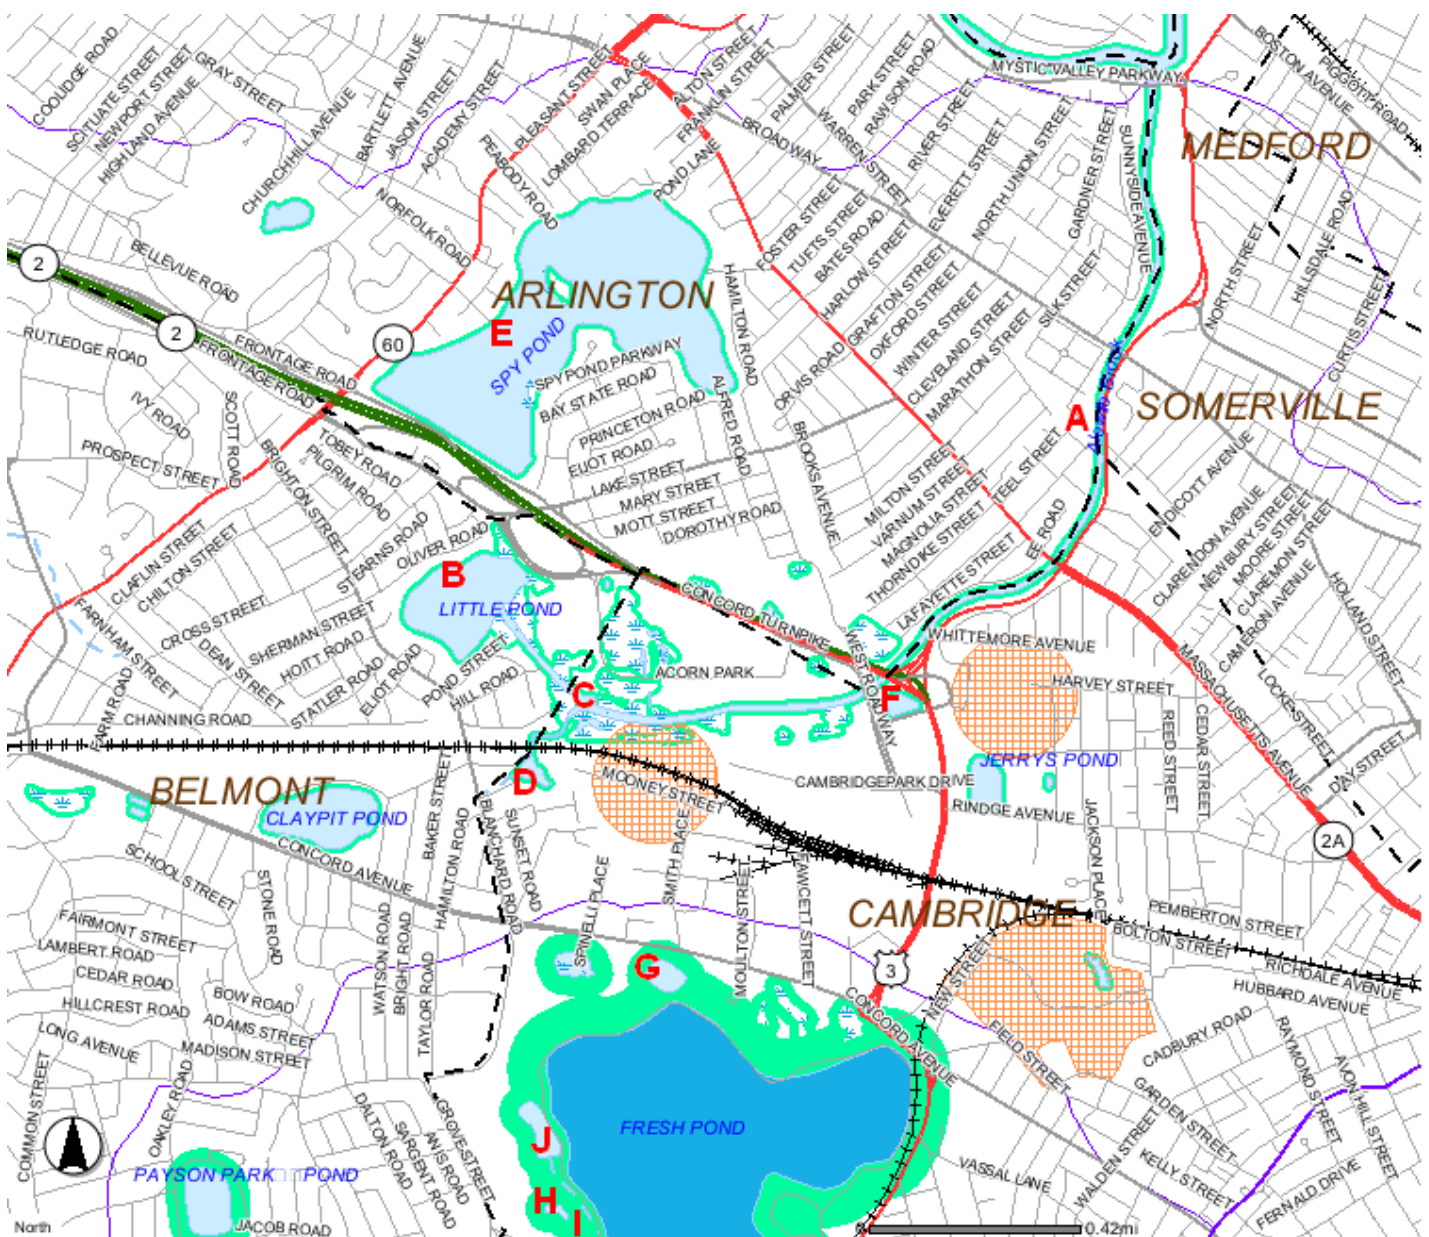 COOLIDGE ROAD
SCITUATE STREET
NEWPORT STREET
HIGHLAND AVENUE
GRAY STREET
CHURCHHILL AVENUE
BARTLETT AVENUE
JASON STREET
ACADEMY STREET
NORFOLK ROAD
PEABODY ROAD
PLEASANT STREET
SWAN PLACE
LOMBARD TERRACE
ALTON STREET
FRANKLIN STREET
POND LANE
PALMER STREET
BROADWAY
WARREN STREET
PARK STREET
RAWSON ROAD
RIVER STREET
EVERETT STREET
NORTH UNION STREET
GARDNER STREET
SUNNYSIDE AVENUE
MYSTIC VALLEY PARKWAY
BOSTON AVENUE
PIGGOTT ROAD
MEDFORD
HILLSDALE ROAD
NORTH STREET
CURTIS STREET
BELLEVUE ROAD
2
2
60
ARLINGTON
E
SPY POND
HAMILTON ROAD
FOSTER STREET
TUFTS STREET
BATES ROAD
HARLOW STREET
GRAFTON STREET
OXFORD STREET
WINTER STREET
CLEVELAND STREET
MARATHON STREET
SILK STREET
ORVIS ROAD
RUTLEDGE ROAD
FRONTAGE ROAD
FRONTAGE ROAD
IVY ROAD
SCOTT ROAD
PROSPECT STREET
BRIGHTON STREET
TOBEY ROAD
PILGRIM ROAD
SPY POND PARKWAY
BAY STATE ROAD
PRINCETON ROAD
ELIOT ROAD
LAKE STREET
MARY STREET
MOTT STREET
DOROTHY ROAD
ALFRED ROAD
BROOKS AVENUE
A
SOMERVILLE
MILTON STREET
VARNUM STREET
MAGNOLIA STREET
THORNDIKE STREET
TEEL STREET
LAFAYETTE STREET
EE ROAD
ENDICOTT AVENUE
CLARENDON AVENUE
NEWBURY STREET
MOORE STREET
CLAREMON STREET
CAMERON AVENUE
HOLLAND STREET
CLAFLIN STREET
CHILTON STREET
STEARNS ROAD
OLIVER ROAD
B
LITTLE POND
FARNHAM STREET
CROSS STREET
DEAN STREET
SHERMAN STREET
HOITT ROAD
STATLER ROAD
ELIOT ROAD
POND STREET
HILL ROAD
CONCORD TURNPIKE
WHITTEMORE AVENUE
ACORN PARK
WEST ROADWAY
C
F
HARVEY STREET
MASSACHUSETTS AVENUE
LOCKE STREET
REED STREET
CEDAR STREET
DAY STREET
CHANNING ROAD
FARM ROAD
D
MOONEY STREET
CAMBRIDGEPARK DRIVE
JERRYS POND
RINDGE AVENUE
JACKSON PLACE
2A
BELMONT
CLAYPIT POND
CONCORD AVENUE
BAKER STREET
HAMILTON ROAD
BLANCHARD ROAD
SUNSET ROAD
SPINELLI PLACE
SMITH PLACE
MOULTON STREET
FAWCETT STREET
CAMBRIDGE
PEMBERTON STREET
BOLTON STREET
RICHDALE AVENUE
HUBBARD AVENUE
SCHOOL STREET
STONE ROAD
FAIRMONT STREET
LAMBERT ROAD
CEDAR ROAD
HILLCREST ROAD
LONG AVENUE
BOW ROAD
ADAMS STREET
MADISON STREET
WATSON ROAD
BRIGHT ROAD
TAYLOR ROAD
G
3
NEW STREET
CONCORD AVENUE
FIELD STREET
CADBURY ROAD
RAYMOND STREET
AVON HILL STREET
GARDEN STREET
KELLY STREET
WALDEN STREET
VASSAL LANE
FERNALD DRIVE
COMMON STREET
OAKLEY ROAD
DALTON ROAD
SARGENT ROAD
ANIS ROAD
GROVE STREET
FRESH POND
J
H
I
PAYSON PARK POND
JACOB ROAD
North
0.42mi